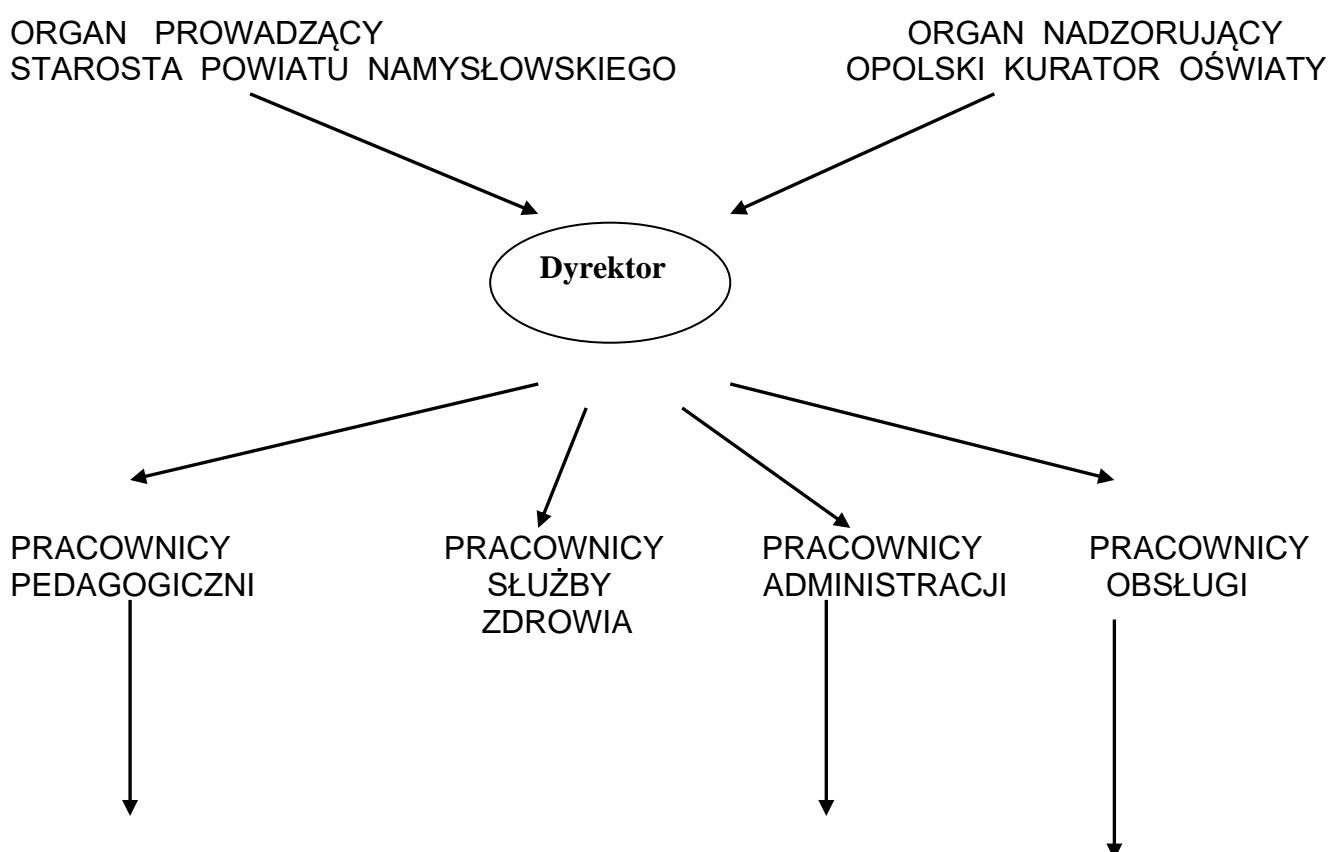 ORGAN PROWADZĄCY
STAROSTA POWIATU NAMYSŁOWSKIEGO
ORGAN NADZORUJĄCY
OPOLSKI KURATOR OŚWIATY
Dyrektor
PRACOWNICY
PEDAGOGICZNI
PRACOWNICY
SŁUŻBY
ZDROWIA
PRACOWNICY
ADMINISTRACJI
PRACOWNICY
OBSŁUGI